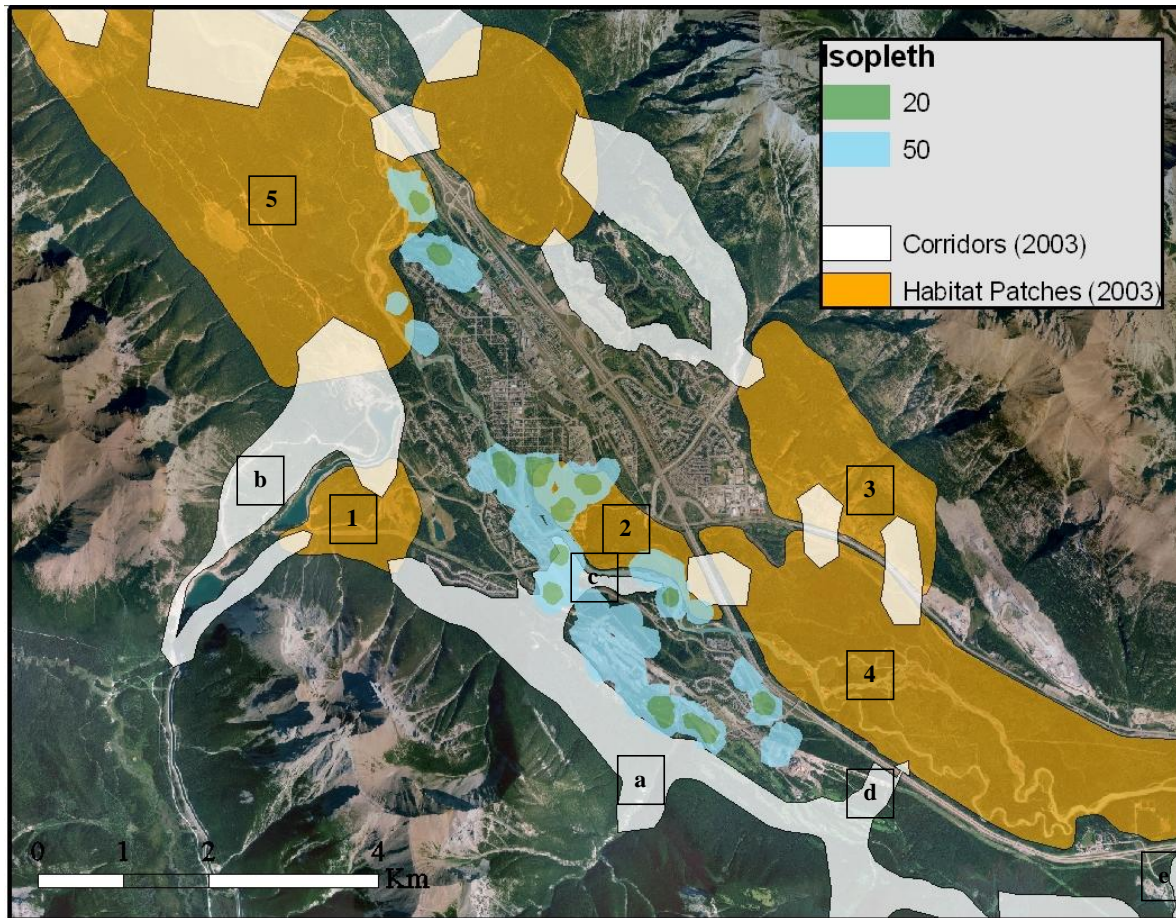 Isopleth
20
50
Corridors (2003)
Habitat Patches (2003)
5
b
1
3
2
c
4
a
d
e
0 1 2 4
Km